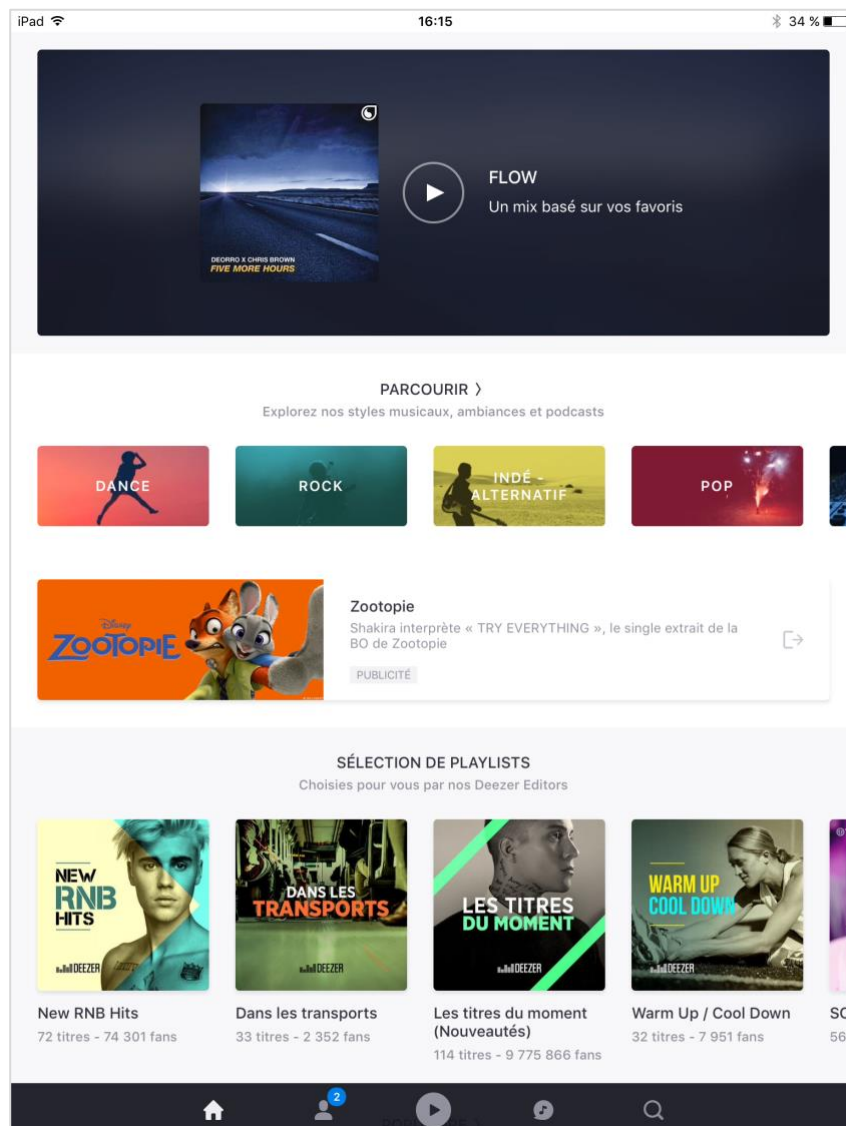 iPad
16:15
34 %
DEORRO X CHRIS BROWN
FIVE MORE HOURS
FLOW
Un mix basé sur vos favoris
PARCOURIR 〉
Explorez nos styles musicaux, ambiances et podcasts
DANCE
ROCK
INDÉ -
ALTERNATIF
POP
Disney
ZOOTOPIE
Zootopie
Shakira interprète « TRY EVERYTHING », le single extrait de la
BO de Zootopie
PUBLICITÉ
SÉLECTION DE PLAYLISTS
Choisies pour vous par nos Deezer Editors
NEW
RNB
HITS
DEEZER
DANS LES
TRANSPORTS
DEEZER
LES TITRES
DU MOMENT
DEEZER
WARM UP
COOL DOWN
DEEZER
New RNB Hits
72 titres - 74 301 fans
Dans les transports
33 titres - 2 352 fans
Les titres du moment
(Nouveautés)
114 titres - 9 775 866 fans
Warm Up / Cool Down
32 titres - 7 951 fans
SO
56
2